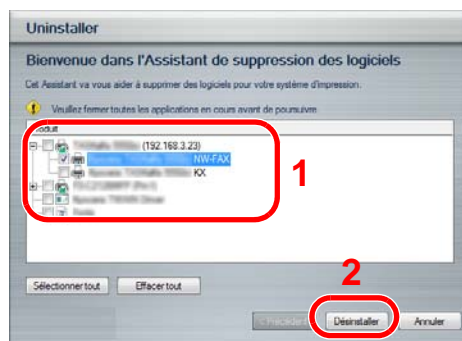 Uninstaller
Bienvenue dans l'Assistant de suppression des logiciels
Cet Assistant va vous aider à supprimer des logiciels pour votre système d'impression.
Veuillez fermer toutes les applications en cours avant de poursuivre
Produit
(192.168.3.23)
NW-FAX
KX
1
Sélectionner tout Effacer tout
2
< Précédent Désinstaller Annuler